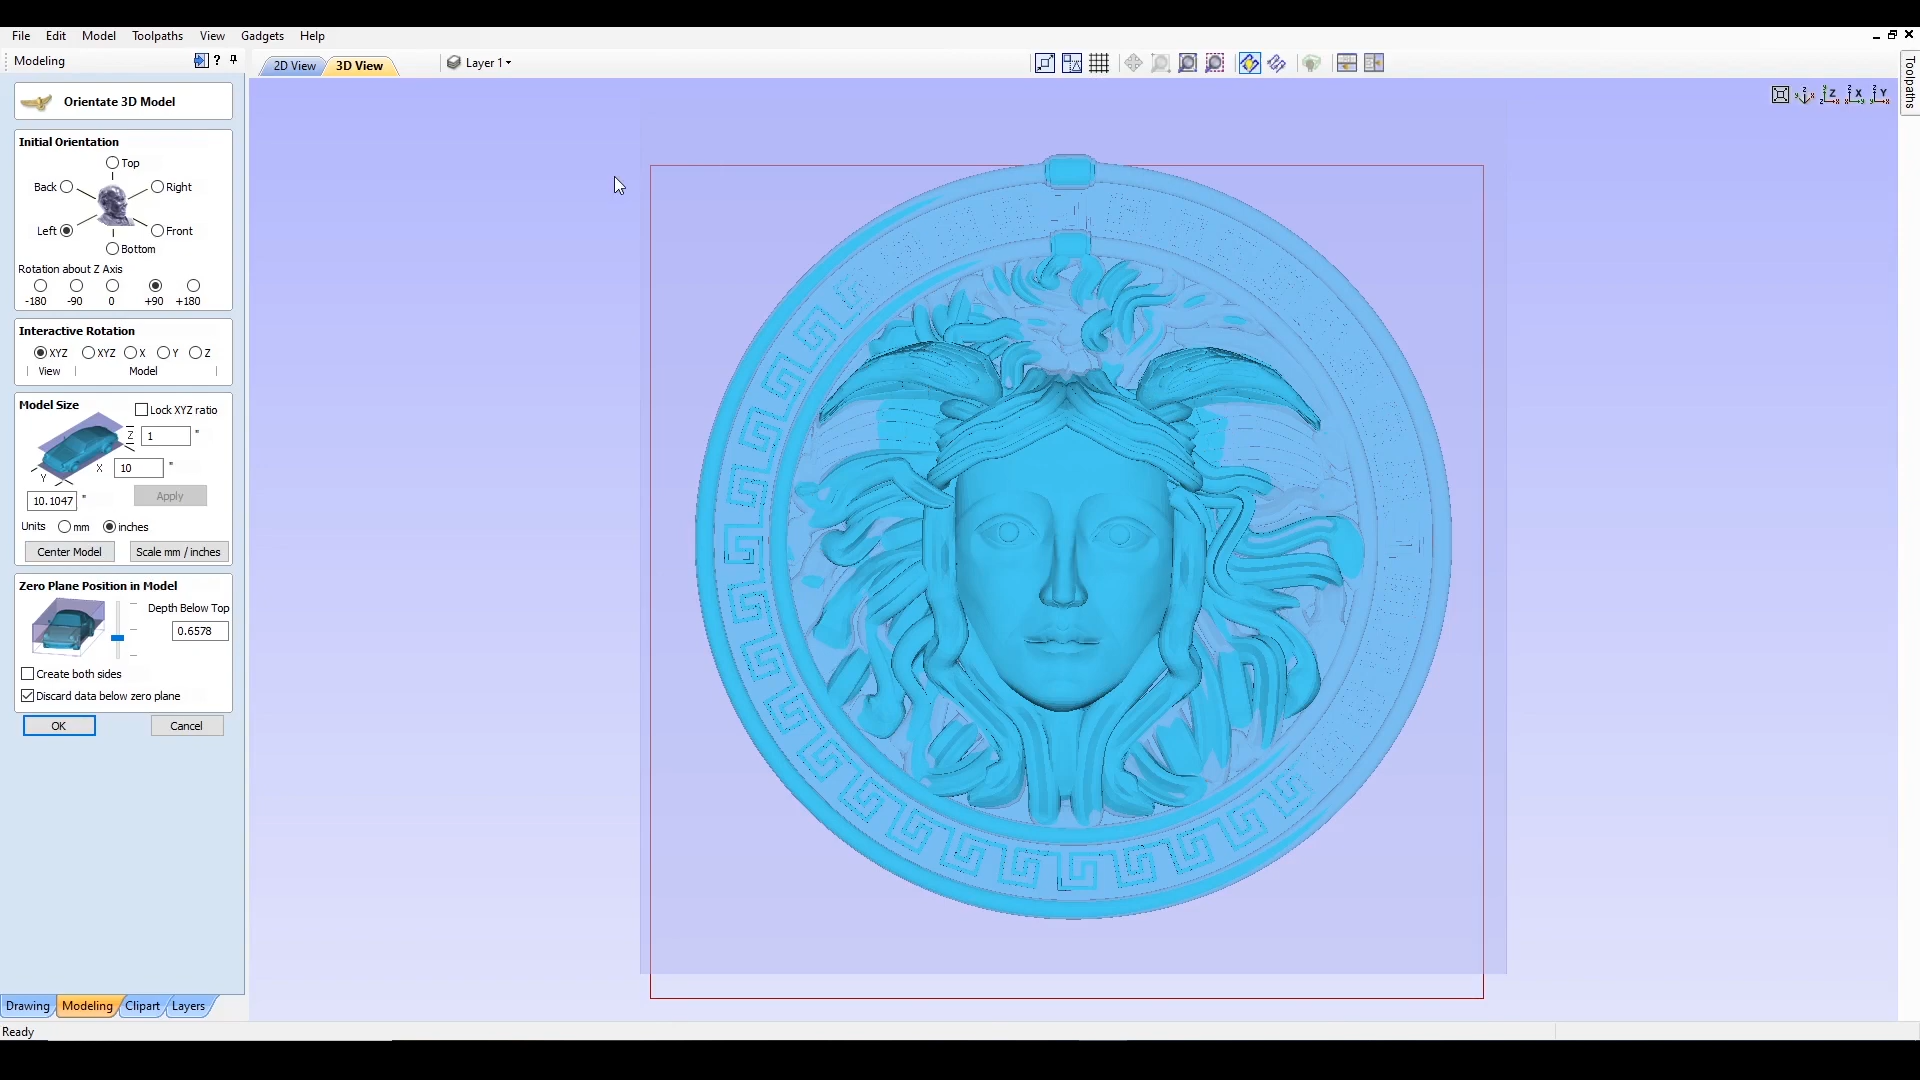 File Edit Model Toolpaths View Gadgets Help
Modeling ?
2D View 3D View Layer 1
Toolpaths
Orientate 3D Model
Initial Orientation
Top
Back Right
Left Front
Bottom
Rotation about Z Axis
-180 -90 0 +90 +180
Interactive Rotation
XYZ XYZ X Y Z
View Model
Model Size
Lock XYZ ratio
Z 1 "
X 10 "
Y
10.1047 " Apply
Units mm inches
Center Model Scale mm / inches
Zero Plane Position in Model
Depth Below Top
0.6578
Create both sides
Discard data below zero plane
OK Cancel
Drawing Modeling Clipart Layers
Ready